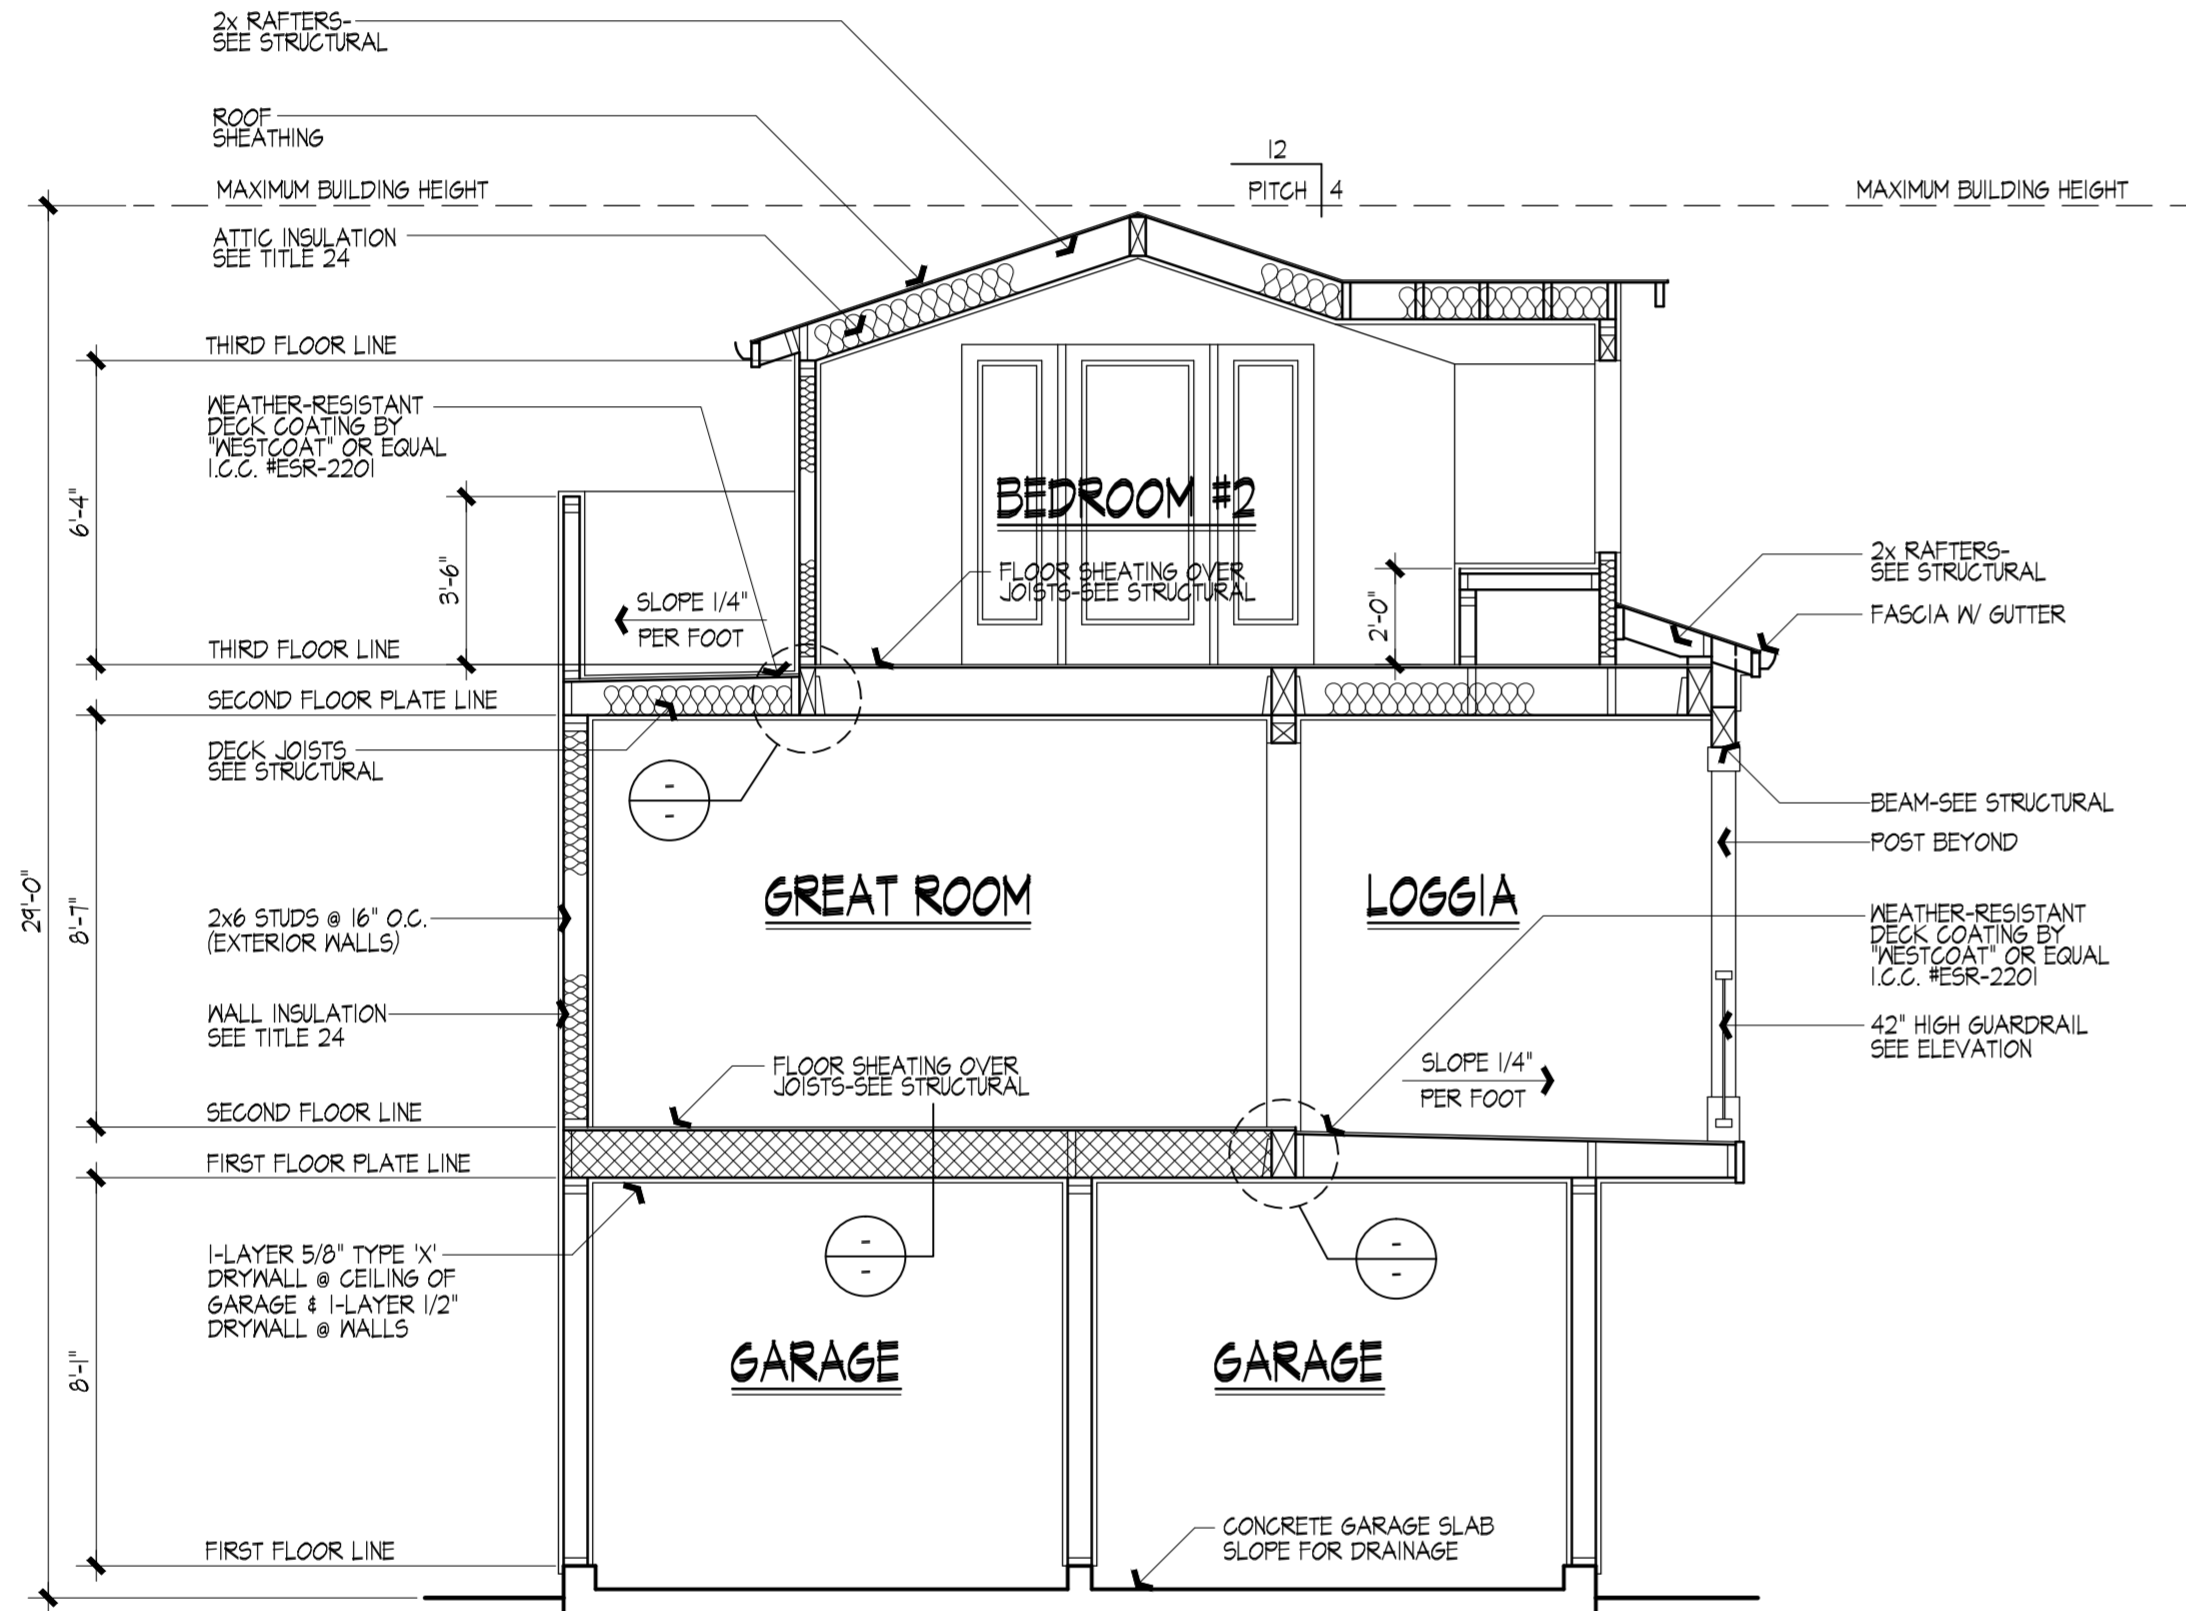 2x RAFTERS-
SEE STRUCTURAL
ROOF
SHEATHING
12
PITCH 4
MAXIMUM BUILDING HEIGHT
MAXIMUM BUILDING HEIGHT
ATTIC INSULATION
SEE TITLE 24
THIRD FLOOR LINE
WEATHER-RESISTANT
DECK COATING BY
"WESTCOAT" OR EQUAL
I.C.C. #ESR-2201
6'-4"
3'-6"
BEDROOM #2
FLOOR SHEATING OVER
JOISTS-SEE STRUCTURAL
2'-0"
SLOPE 1/4"
PER FOOT
2x RAFTERS-
SEE STRUCTURAL
FASCIA W/ GUTTER
THIRD FLOOR LINE
SECOND FLOOR PLATE LINE
DECK JOISTS
SEE STRUCTURAL
-
-
BEAM-SEE STRUCTURAL
POST BEYOND
29'-0"
8'-7"
GREAT ROOM
LOGGIA
2x6 STUDS @ 16" O.C.
(EXTERIOR WALLS)
WEATHER-RESISTANT
DECK COATING BY
"WESTCOAT" OR EQUAL
I.C.C. #ESR-2201
WALL INSULATION
SEE TITLE 24
42" HIGH GUARDRAIL
SEE ELEVATION
FLOOR SHEATING OVER
JOISTS-SEE STRUCTURAL
SLOPE 1/4"
PER FOOT
SECOND FLOOR LINE
FIRST FLOOR PLATE LINE
1-LAYER 5/8" TYPE 'X'
DRYWALL @ CEILING OF
GARAGE & 1-LAYER 1/2"
DRYWALL @ WALLS
-
-
-
-
8'-1"
GARAGE
GARAGE
CONCRETE GARAGE SLAB
SLOPE FOR DRAINAGE
FIRST FLOOR LINE